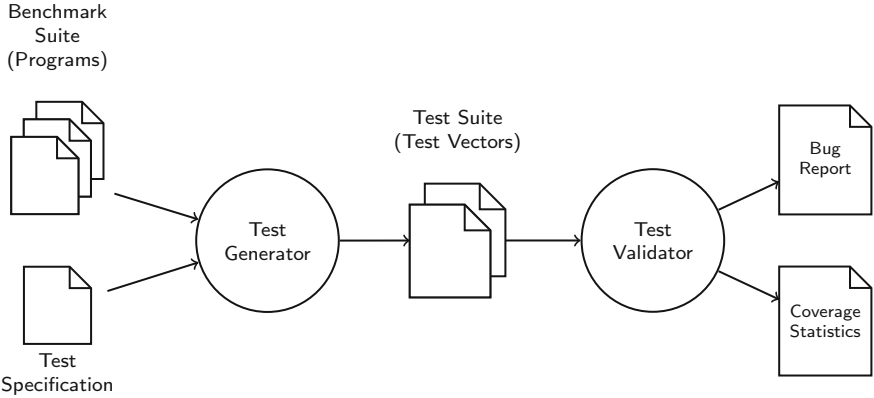 Benchmark
Suite
(Programs)
Test
Specification
Test
Generator
Test Suite
(Test Vectors)
Test
Validator
Bug
Report
Coverage
Statistics